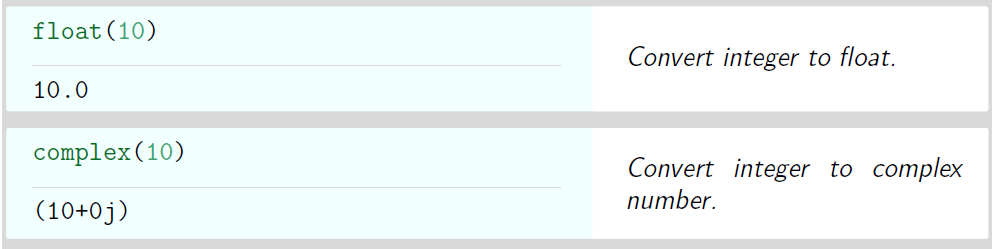 float(10)
Convert integer to float.
10.0
complex(10)
Convert integer to complex
number.
(10+0j)